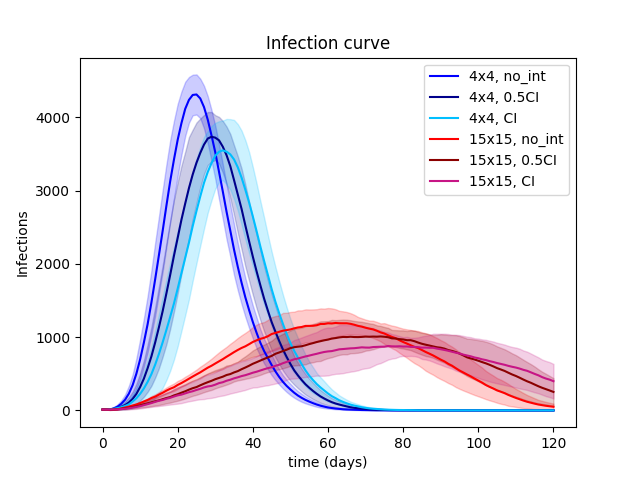 Infection curve
4x4, no_int
4x4, 0.5CI
4x4, CI
15x15, no_int
15x15, 0.5CI
15x15, CI
Infections
4000
3000
2000
1000
0
0 20 40 60 80 100 120
time (days)